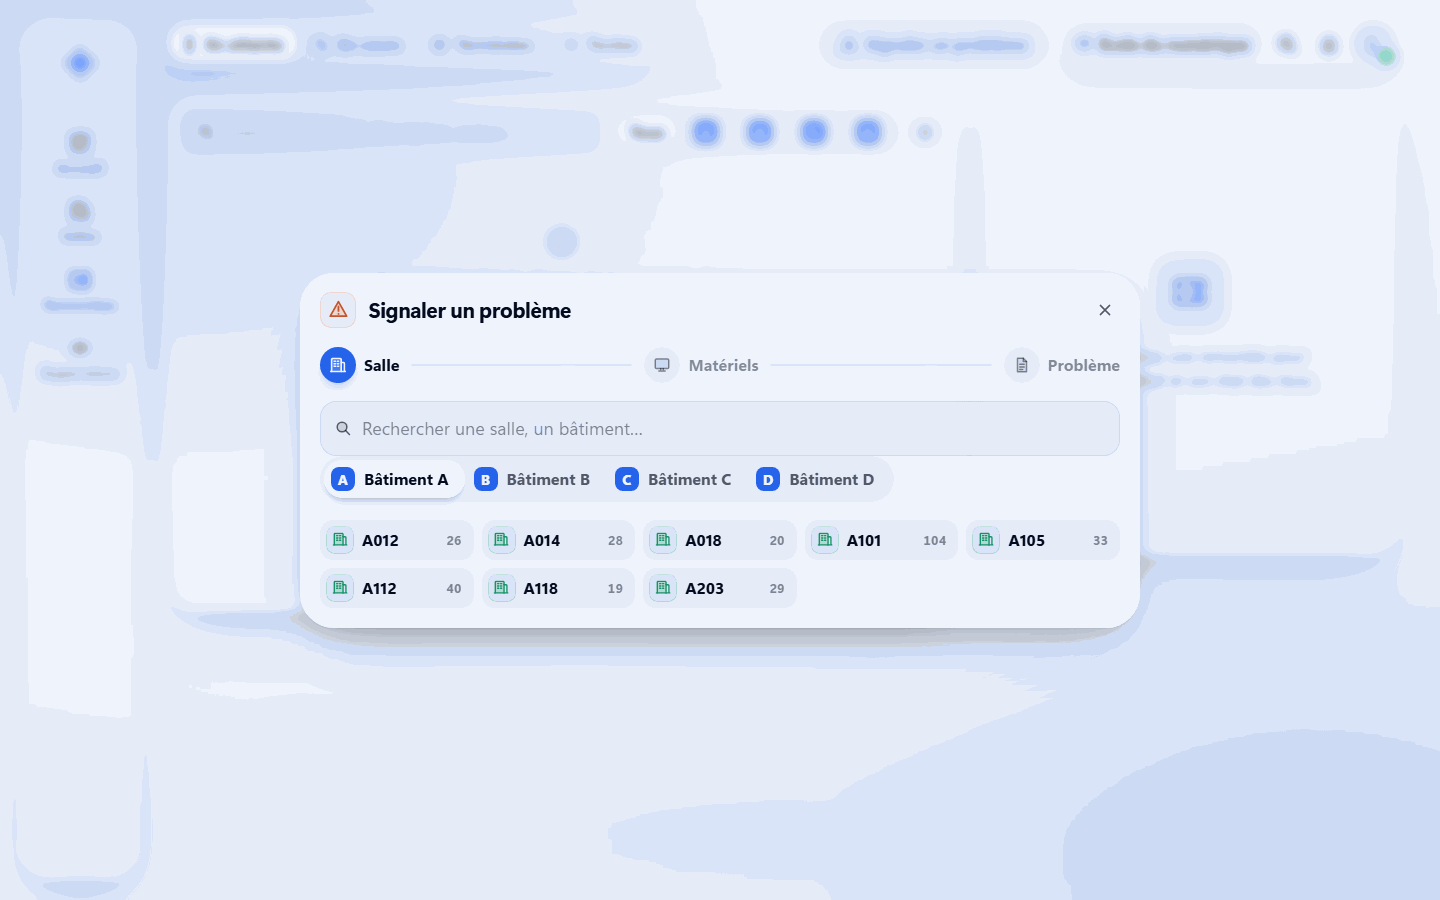 Signaler un problème
Salle
Matériels
Problème
Rechercher une salle, un bâtiment...
A Bâtiment A
B Bâtiment B
C Bâtiment C
D Bâtiment D
A012 26
A014 28
A018 20
A101 104
A105 33
A112 40
A118 19
A203 29